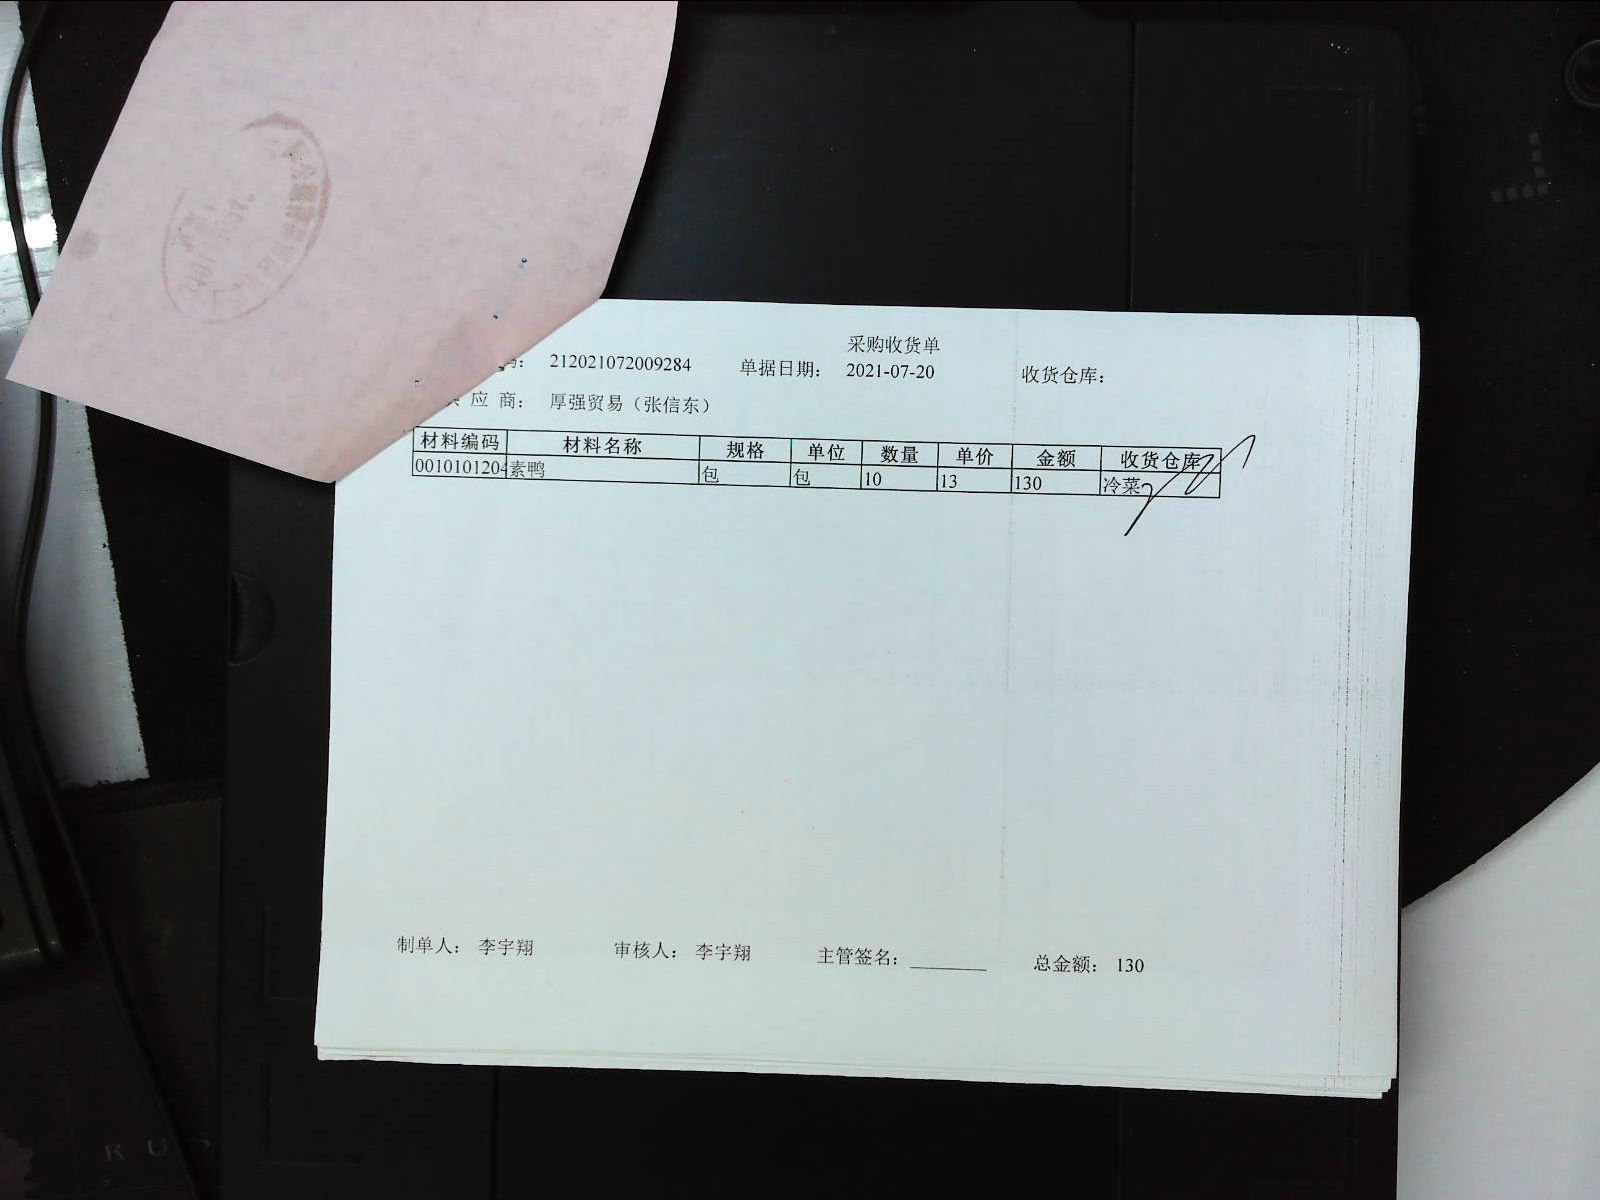 采购收货单
码： 212021072009284 单据日期： 2021-07-20 收货仓库：
应 商： 厚强贸易（张信东）
材料编码 材料名称 规格 单位 数量 单价 金额 收货仓库
0010101204 素鸭 包 包 10 13 130 冷菜
制单人： 李宇翔 审核人： 李宇翔 主管签名： 总金额： 130
R U S